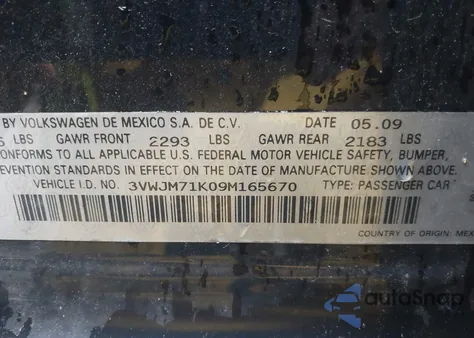 BY VOLKSWAGEN DE MEXICO S.A. DE C.V. DATE 05.09
LBS GAWR FRONT 2293 LBS GAWR REAR 2183 LBS
CONFORMS TO ALL APPLICABLE U.S. FEDERAL MOTOR VEHICLE SAFETY, BUMPER,
EVENTION STANDARDS IN EFFECT ON THE DATE OF MANUFACTURE SHOWN ABOVE.
VEHICLE I.D. NO. 3VWJM71K09M165670 TYPE: PASSENGER CAR
COUNTRY OF ORIGIN: MEX
autoSnap